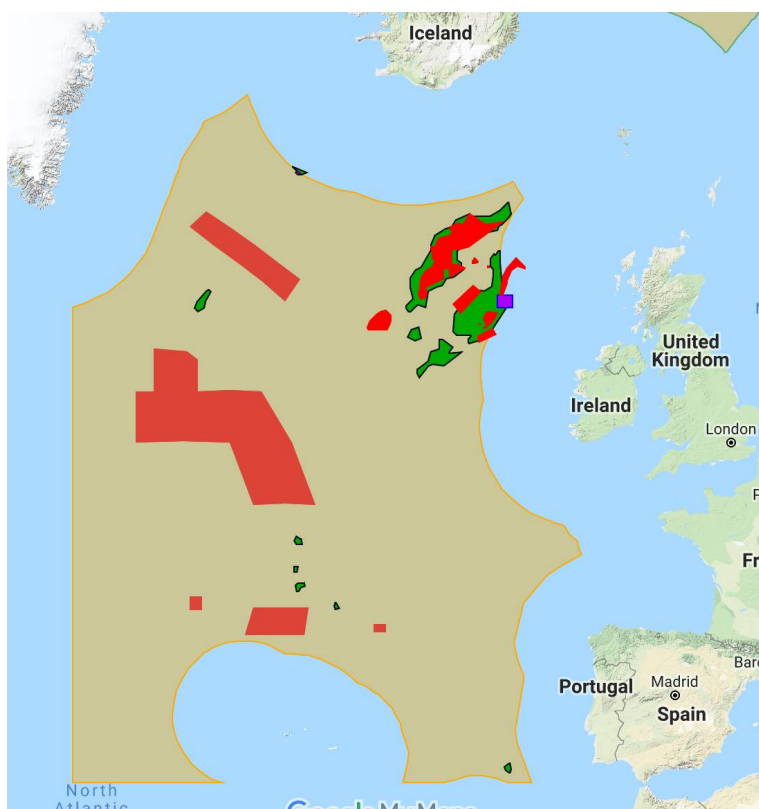 Iceland
United
Kingdom
Ireland
London
Portugal
Madrid
Spain
North